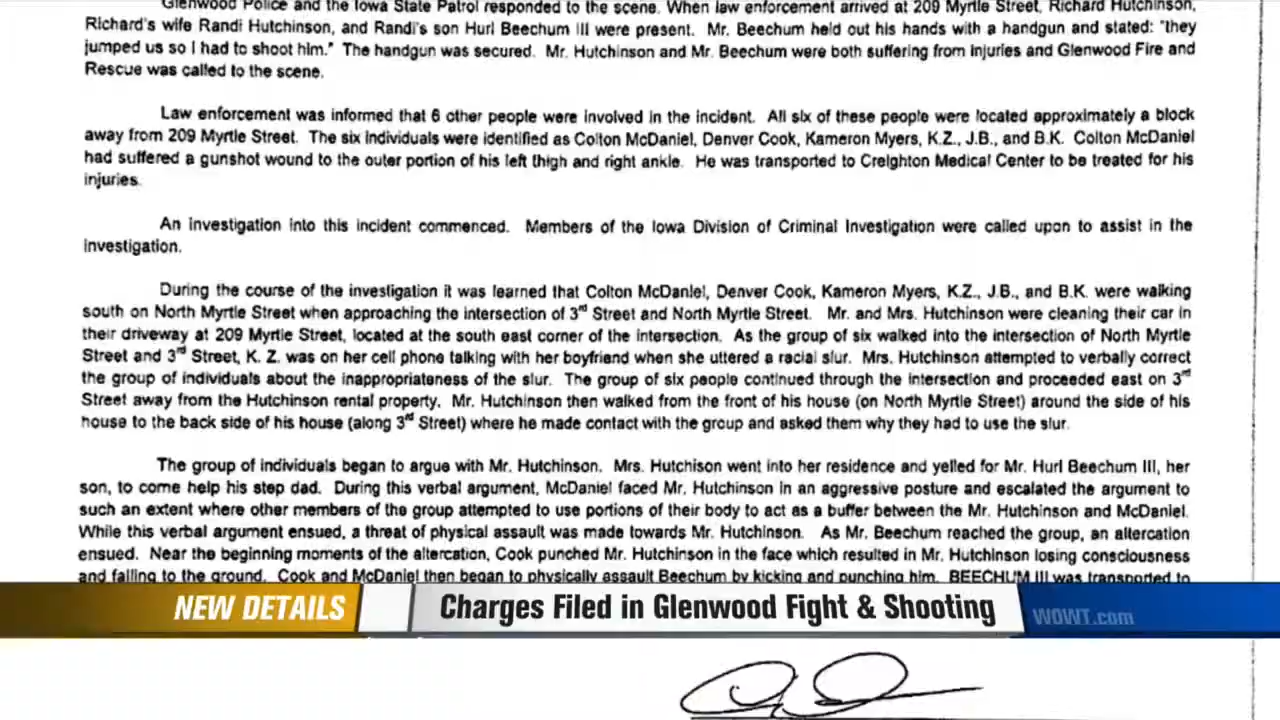 Glenwood Police and the Iowa State Patrol responded to the scene. When law enforcement arrived at 209 Myrtle Street, Richard Hutchinson,
Richard's wife Randi Hutchinson, and Randi's son Hurl Beechum III were present. Mr. Beechum held out his hands with a handgun and stated: "they
jumped us so I had to shoot him." The handgun was secured. Mr. Hutchinson and Mr. Beechum were both suffering from injuries and Glenwood Fire and
Rescue was called to the scene.
Law enforcement was informed that 6 other people were involved in the incident. All six of these people were located approximately a block
away from 209 Myrtle Street. The six individuals were identified as Colton McDaniel, Denver Cook, Kameron Myers, K.Z., J.B., and B.K. Colton McDaniel
had suffered a gunshot wound to the outer portion of his left thigh and right ankle. He was transported to Creighton Medical Center to be treated for his
injuries.
An investigation into this incident commenced. Members of the Iowa Division of Criminal Investigation were called upon to assist in the
investigation.
During the course of the investigation it was learned that Colton McDaniel, Denver Cook, Kameron Myers, K.Z., J.B., and B.K. were walking
south on North Myrtle Street when approaching the intersection of 3rd Street and North Myrtle Street. Mr. and Mrs. Hutchinson were cleaning their car in
their driveway at 209 Myrtle Street, located at the south east corner of the intersection. As the group of six walked into the intersection of North Myrtle
Street and 3rd Street, K. Z. was on her cell phone talking with her boyfriend when she uttered a racial slur. Mrs. Hutchinson attempted to verbally correct
the group of individuals about the inappropriateness of the slur. The group of six people continued through the intersection and proceeded east on 3rd
Street away from the Hutchinson rental property. Mr. Hutchinson then walked from the front of his house (on North Myrtle Street) around the side of his
house to the back side of his house (along 3rd Street) where he made contact with the group and asked them why they had to use the slur.
The group of individuals began to argue with Mr. Hutchinson. Mrs. Hutchison went into her residence and yelled for Mr. Hurl Beechum III, her
son, to come help his step dad. During this verbal argument, McDaniel faced Mr. Hutchinson in an aggressive posture and escalated the argument to
such an extent where other members of the group attempted to use portions of their body to act as a buffer between the Mr. Hutchinson and McDaniel.
While this verbal argument ensued, a threat of physical assault was made towards Mr. Hutchinson. As Mr. Beechum reached the group, an altercation
ensued. Near the beginning moments of the altercation, Cook punched Mr. Hutchinson in the face which resulted in Mr. Hutchinson losing consciousness
and falling to the ground. Cook and McDaniel then began to physically assault Beechum by kicking and punching him. BEECHUM III was transported to
NEW DETAILS
Charges Filed in Glenwood Fight & Shooting
WOWT.com